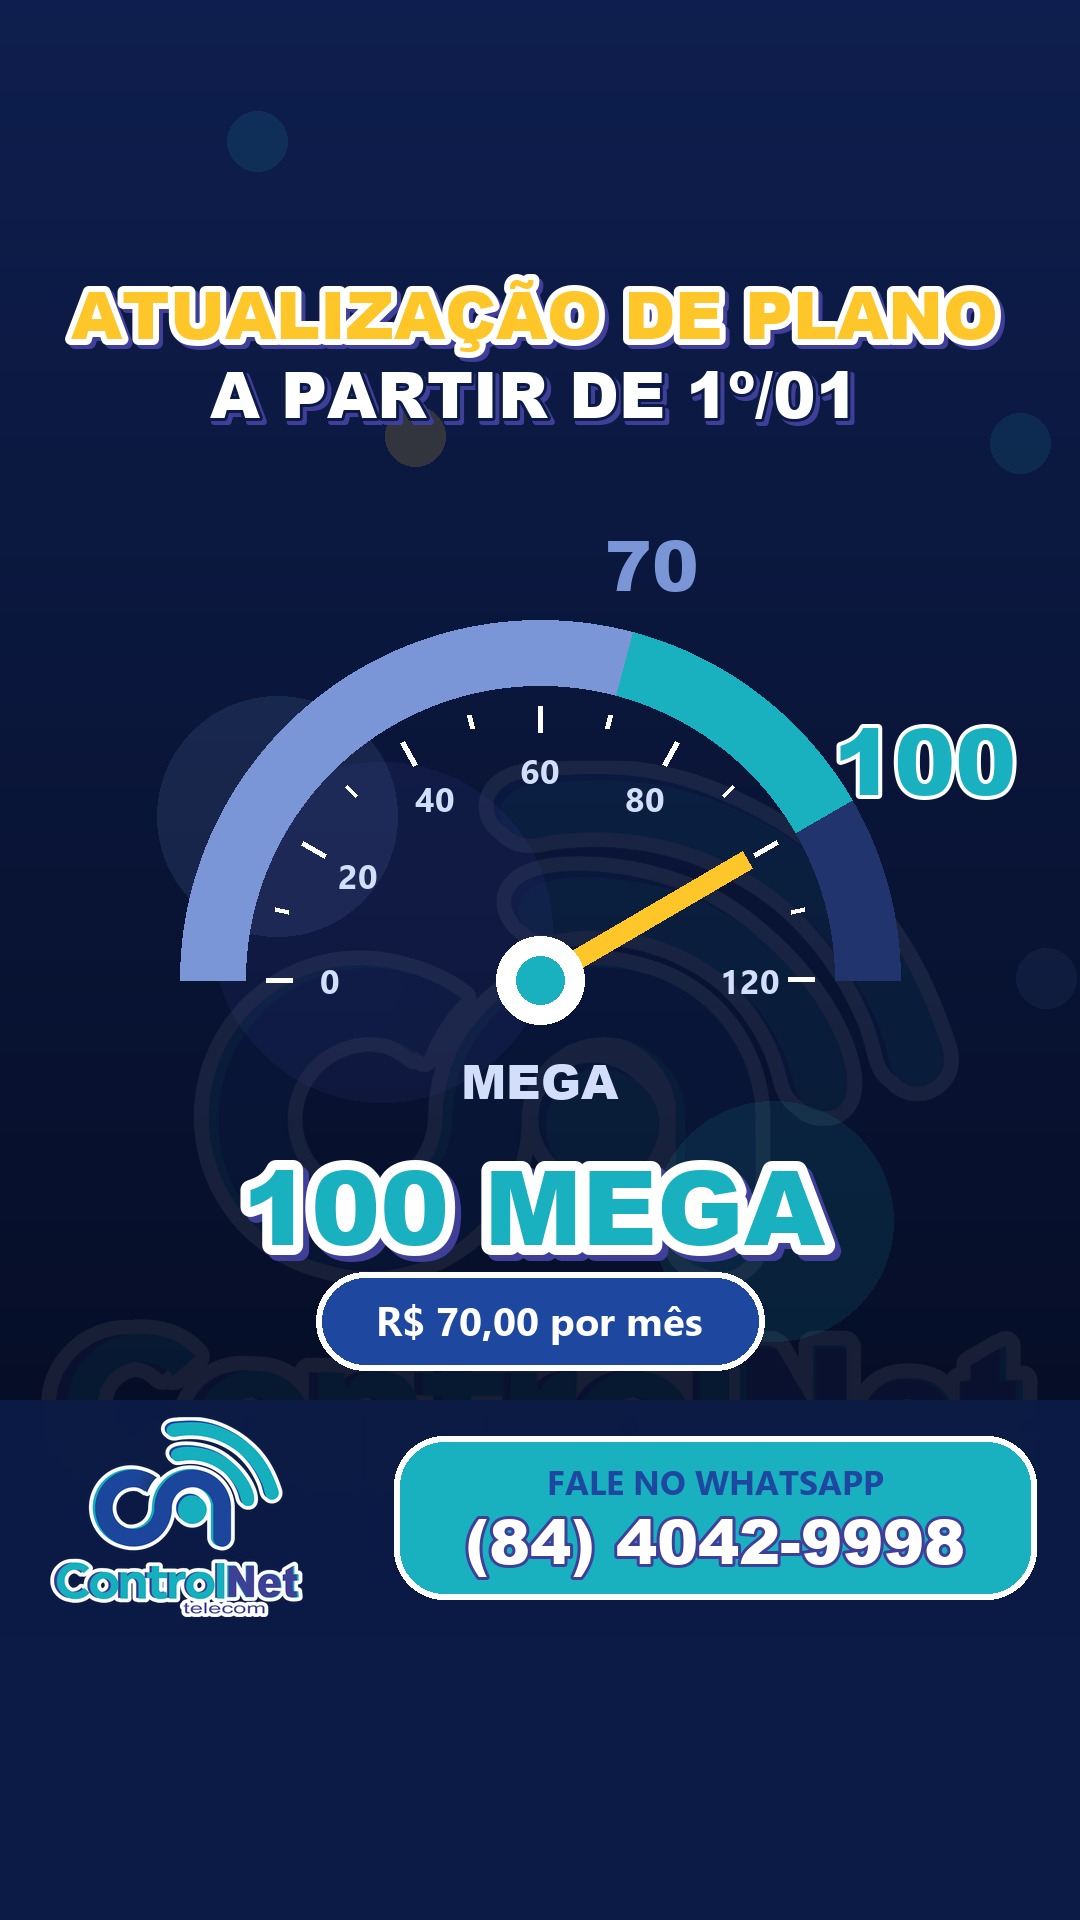 ATUALIZAÇÃO DE PLANO
A PARTIR DE 1º/01
70
100
60
40
80
20
0
120
MEGA
100 MEGA
R$ 70,00 por mês
ControlNet
FALE NO WHATSAPP
(84) 4042-9998
ControlNet
telecom